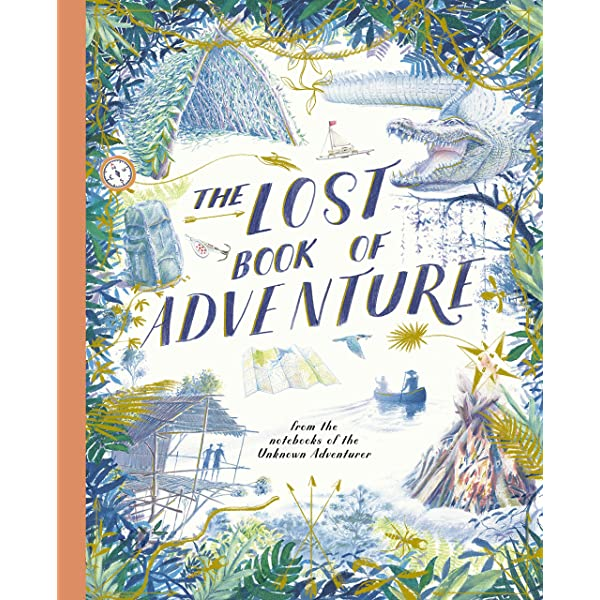 THE LOST
BOOK OF
ADVENTURE
from the
notebooks of the
Unknown Adventurer